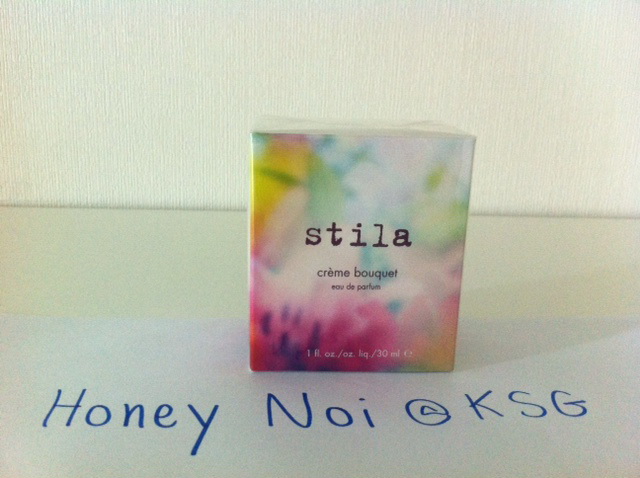 stila
crème bouquet
eau de parfum
1 fl. oz./oz. liq./30 ml ℮
Honey Noi @ KSG